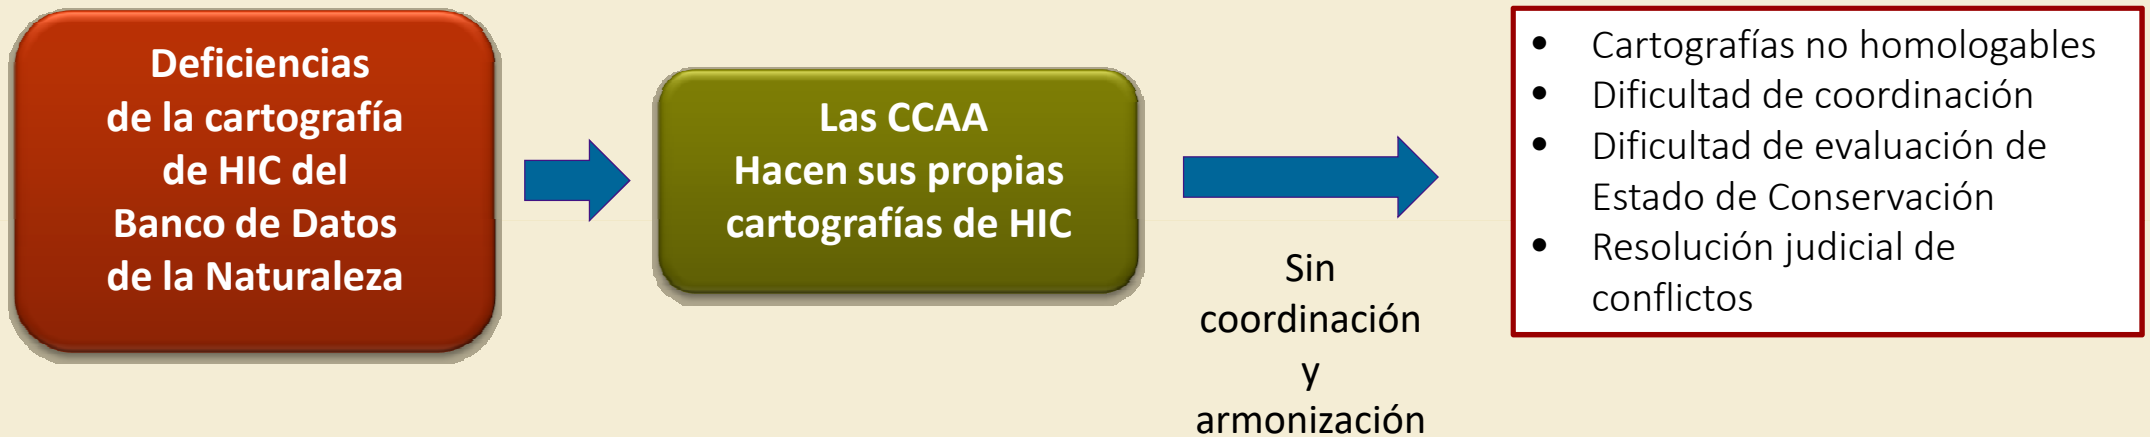 Deficiencias
de la cartografía
de HIC del
Banco de Datos
de la Naturaleza
Las CCAA
Hacen sus propias
cartografías de HIC
Sin
coordinación
y
armonización
• Cartografías no homologables
• Dificultad de coordinación
• Dificultad de evaluación de
Estado de Conservación
• Resolución judicial de
conflictos